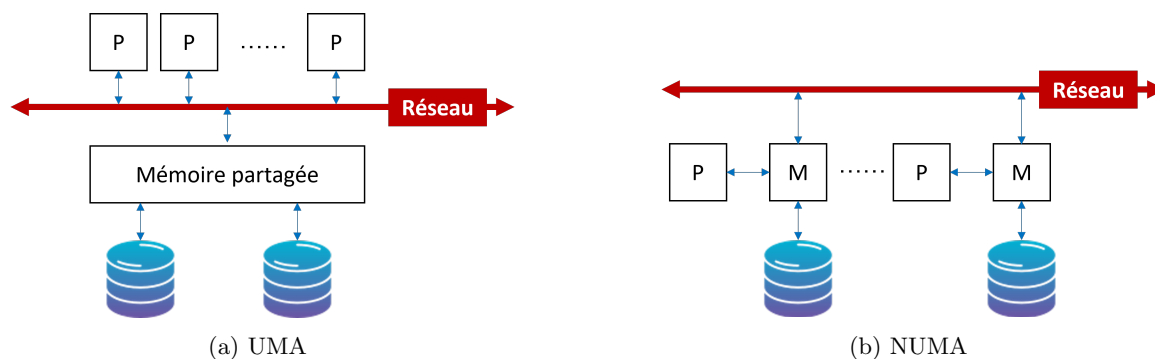 P P ...... P
Réseau
Mémoire partagée
(a) UMA
Réseau
P M ...... P M
(b) NUMA